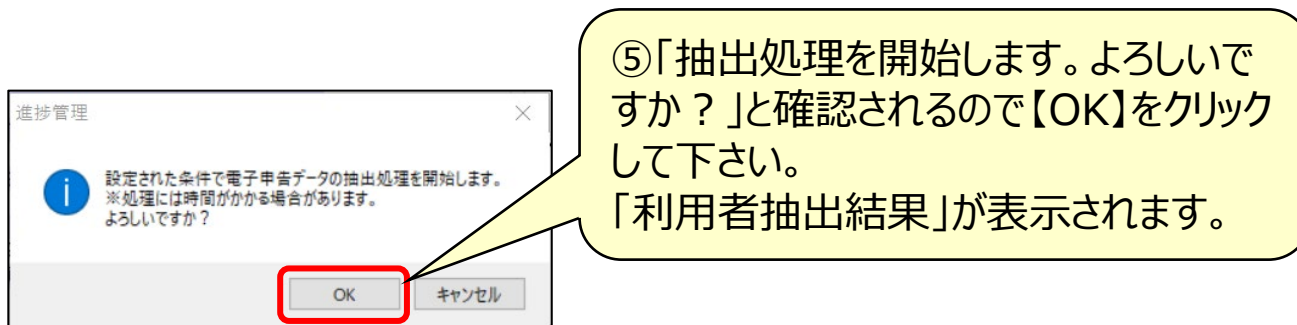 進捗管理
設定された条件で電子申告データの抽出処理を開始します。
※処理には時間がかかる場合があります。
よろしいですか？
OK
キャンセル
⑤「抽出処理を開始します。よろしいで
すか？」と確認されるので【OK】をクリック
して下さい。
「利用者抽出結果」が表示されます。